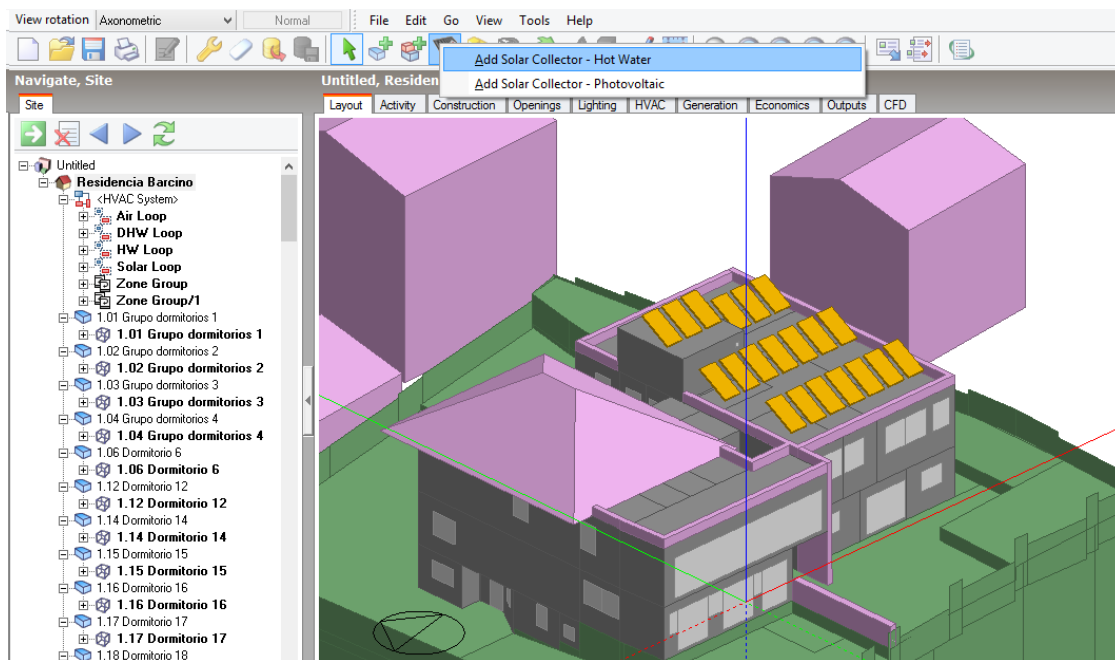 View rotation Axonometric Normal File Edit Go View Tools Help
Add Solar Collector - Hot Water
Add Solar Collector - Photovoltaic
Navigate, Site
Untitled, Residen
Site
Layout Activity Construction Openings Lighting HVAC Generation Economics Outputs CFD
Untitled
Residencia Barcino
<HVAC System>
Air Loop
DHW Loop
HW Loop
Solar Loop
Zone Group
Zone Group/1
1.01 Grupo dormitorios 1
1.01 Grupo dormitorios 1
1.02 Grupo dormitorios 2
1.02 Grupo dormitorios 2
1.03 Grupo dormitorios 3
1.03 Grupo dormitorios 3
1.04 Grupo dormitorios 4
1.04 Grupo dormitorios 4
1.06 Dormitorio 6
1.06 Dormitorio 6
1.12 Dormitorio 12
1.12 Dormitorio 12
1.14 Dormitorio 14
1.14 Dormitorio 14
1.15 Dormitorio 15
1.15 Dormitorio 15
1.16 Dormitorio 16
1.16 Dormitorio 16
1.17 Dormitorio 17
1.17 Dormitorio 17
1.18 Dormitorio 18